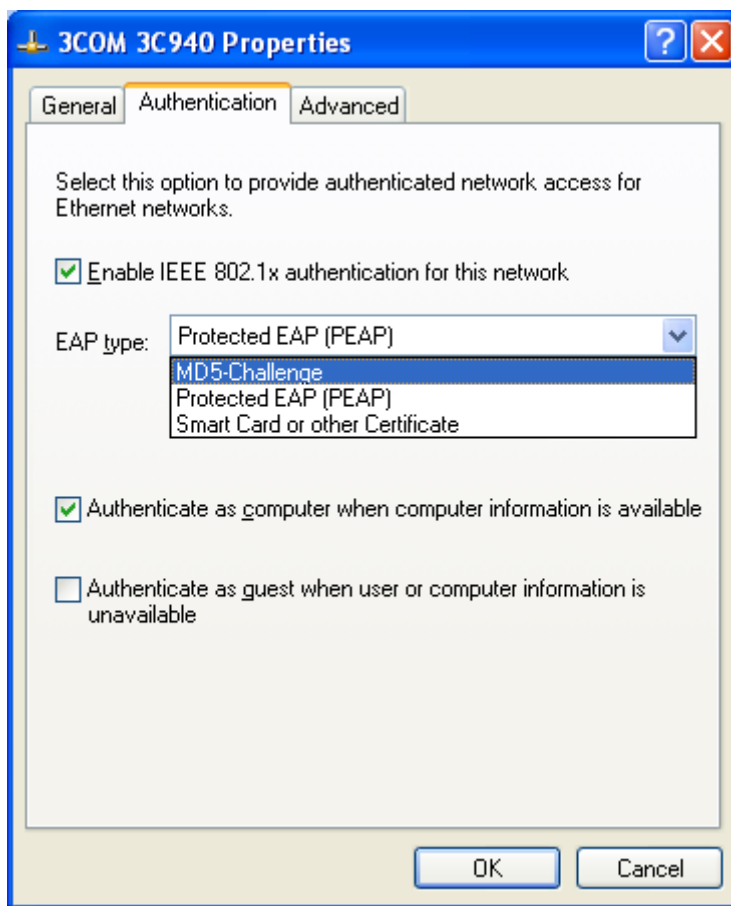 3COM 3C940 Properties
General Authentication Advanced
Select this option to provide authenticated network access for
Ethernet networks.
Enable IEEE 802.1x authentication for this network
EAP type: Protected EAP (PEAP)
MD5-Challenge
Protected EAP (PEAP)
Smart Card or other Certificate
Authenticate as computer when computer information is available
Authenticate as guest when user or computer information is
unavailable
OK Cancel